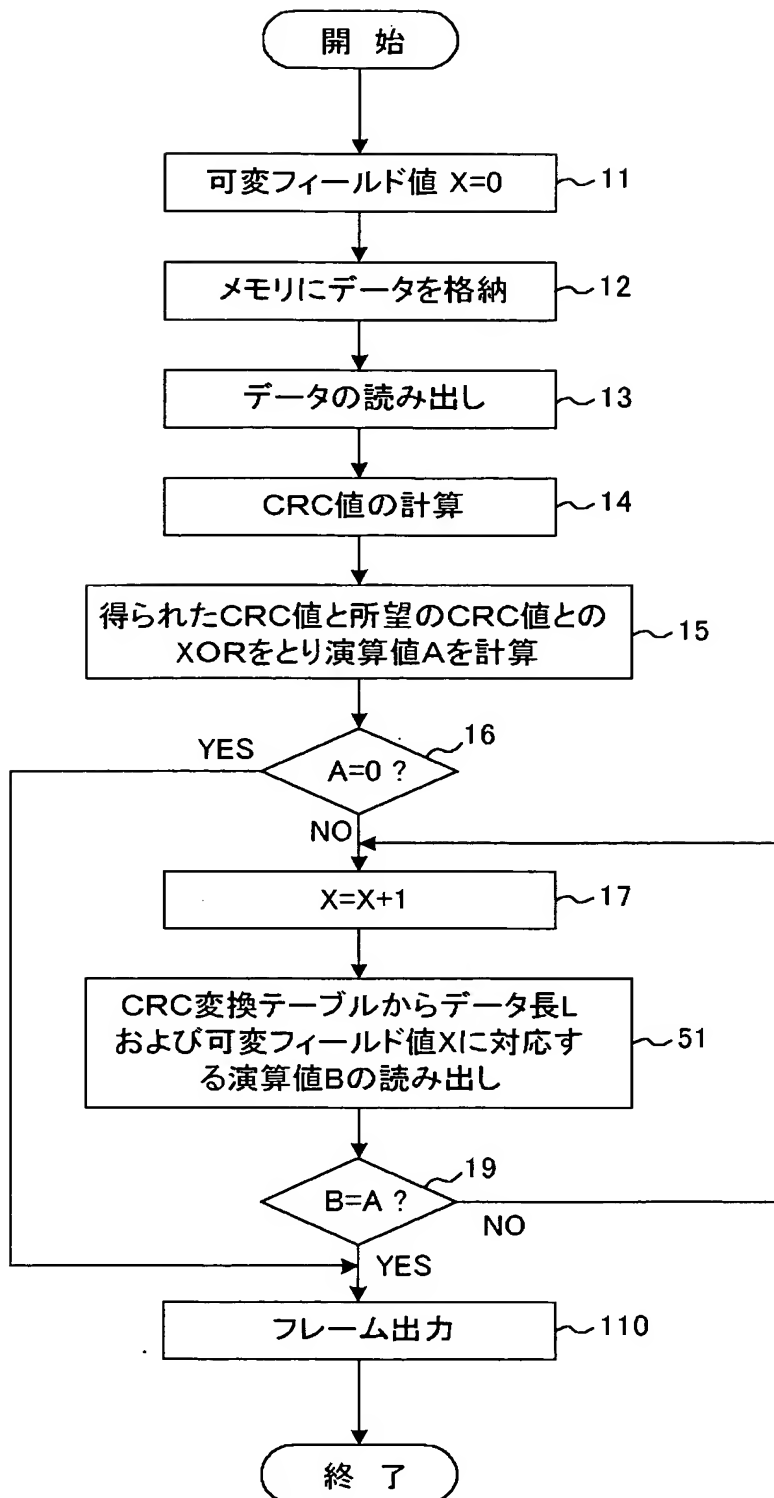 開 始
可変フィールド値 X=0
11
メモリにデータを格納
12
データの読み出し
13
CRC値の計算
14
得られたCRC値と所望のCRC値との
XORをとり演算値Aを計算
15
16
YES
A=0 ?
NO
X=X+1
17
CRC変換テーブルからデータ長L
および可変フィールド値Xに対応す
る演算値Bの読み出し
51
19
B=A ?
NO
YES
フレーム出力
110
終 了